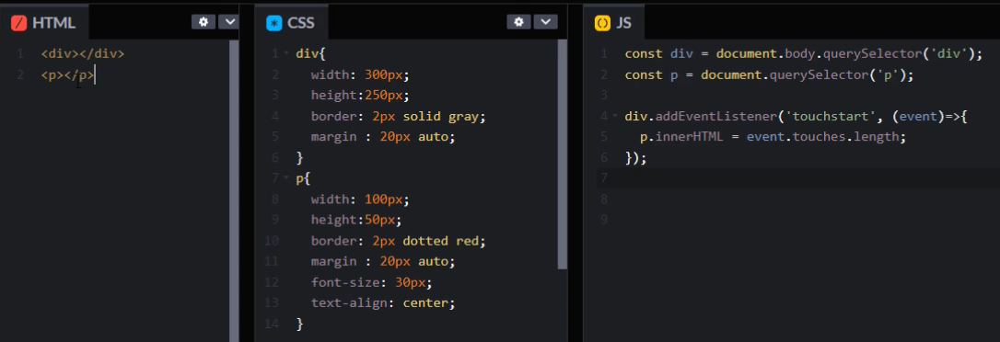 HTML
1 <div></div>
2 <p></p>
CSS
1 div{
2 width: 300px;
3 height:250px;
4 border: 2px solid gray;
5 margin : 20px auto;
6 }
7 p{
8 width: 100px;
9 height:50px;
10 border: 2px dotted red;
11 margin : 20px auto;
12 font-size: 30px;
13 text-align: center;
14 }
JS
1 const div = document.body.querySelector('div');
2 const p = document.querySelector('p');
3
4 div.addEventListener('touchstart', (event)=>{
5 p.innerHTML = event.touches.length;
6 });
7
8
9